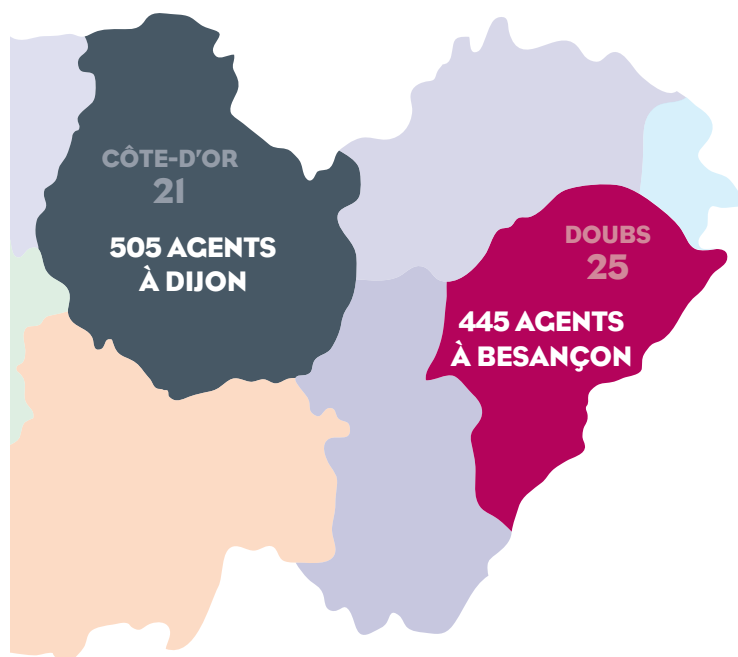 CÔTE-D'OR
21
505 AGENTS
À DIJON
DOUBS
25
445 AGENTS
À BESANÇON